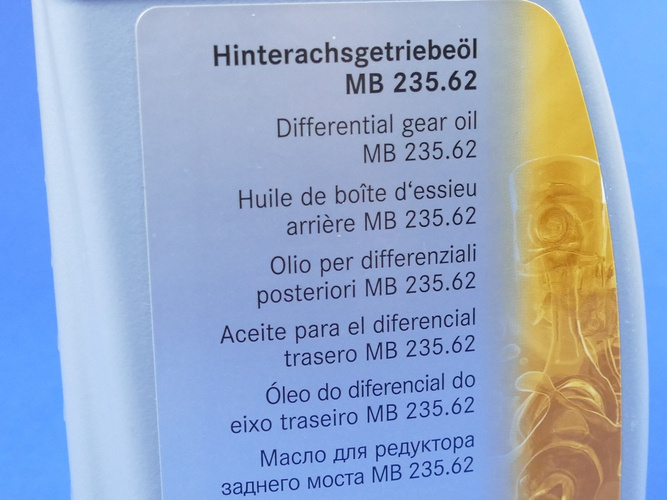 Hinterachsgetriebeöl
MB 235.62
Differential gear oil
MB 235.62
Huile de boîte d‘essieu
arrière MB 235.62
Olio per differenziali
posteriori MB 235.62
Aceite para el diferencial
trasero MB 235.62
Óleo do diferencial do
eixo traseiro MB 235.62
Масло для редуктора
заднего моста MB 235.62